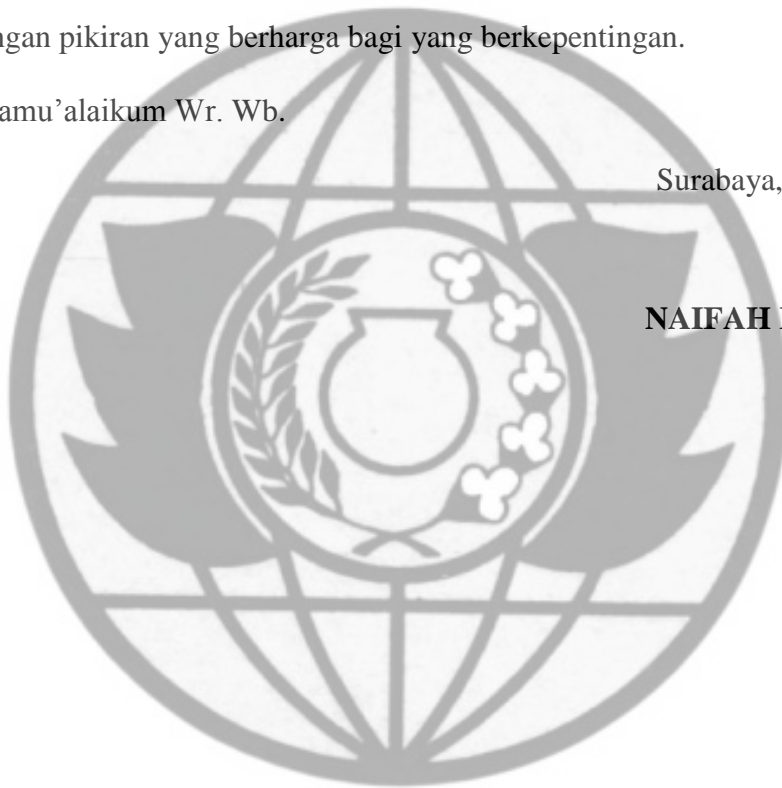 ngan pikiran yang berharga bagi yang berkepentingan.
amu’alaikum Wr. Wb.
Surabaya,
NAIFAH